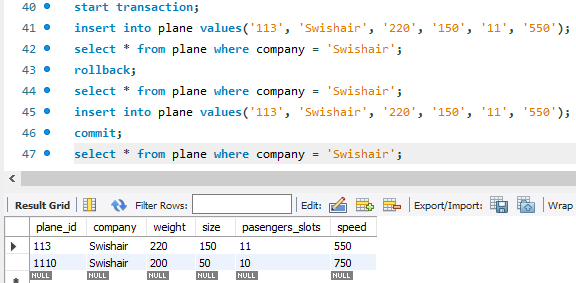 40 start transaction;
41 insert into plane values('113', 'Swishair', '220', '150', '11', '550');
42 select * from plane where company = 'Swishair';
43 rollback;
44 select * from plane where company = 'Swishair';
45 insert into plane values('113', 'Swishair', '220', '150', '11', '550');
46 commit;
47 select * from plane where company = 'Swishair';
Result Grid Filter Rows: Edit: Export/Import: Wrap
plane_id company weight size pasengers_slots speed
113 Swishair 220 150 11 550
1110 Swishair 200 50 10 750
NULL NULL NULL NULL NULL NULL